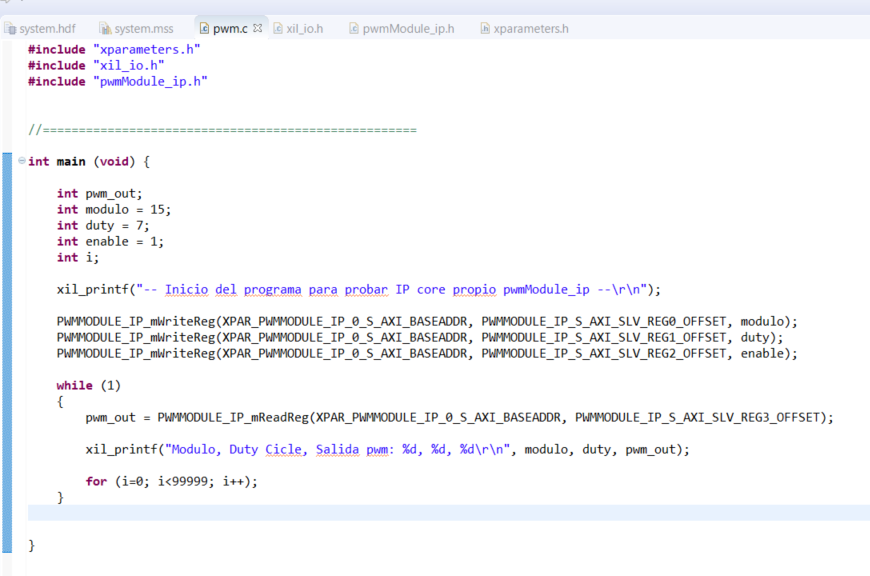 system.hdf system.mss pwm.c xil_io.h pwmModule_ip.h xparameters.h
#include "xparameters.h"
#include "xil_io.h"
#include "pwmModule_ip.h"
//====================================================
int main (void) {
int pwm_out;
int modulo = 15;
int duty = 7;
int enable = 1;
int i;
xil_printf("-- Inicio del programa para probar IP core propio pwmModule_ip --\r\n");
PWMMODULE_IP_mWriteReg(XPAR_PWMMODULE_IP_0_S_AXI_BASEADDR, PWMMODULE_IP_S_AXI_SLV_REG0_OFFSET, modulo);
PWMMODULE_IP_mWriteReg(XPAR_PWMMODULE_IP_0_S_AXI_BASEADDR, PWMMODULE_IP_S_AXI_SLV_REG1_OFFSET, duty);
PWMMODULE_IP_mWriteReg(XPAR_PWMMODULE_IP_0_S_AXI_BASEADDR, PWMMODULE_IP_S_AXI_SLV_REG2_OFFSET, enable);
while (1)
{
pwm_out = PWMMODULE_IP_mReadReg(XPAR_PWMMODULE_IP_0_S_AXI_BASEADDR, PWMMODULE_IP_S_AXI_SLV_REG3_OFFSET);
xil_printf("Modulo, Duty Cicle, Salida pwm: %d, %d, %d\r\n", modulo, duty, pwm_out);
for (i=0; i<99999; i++);
}
}